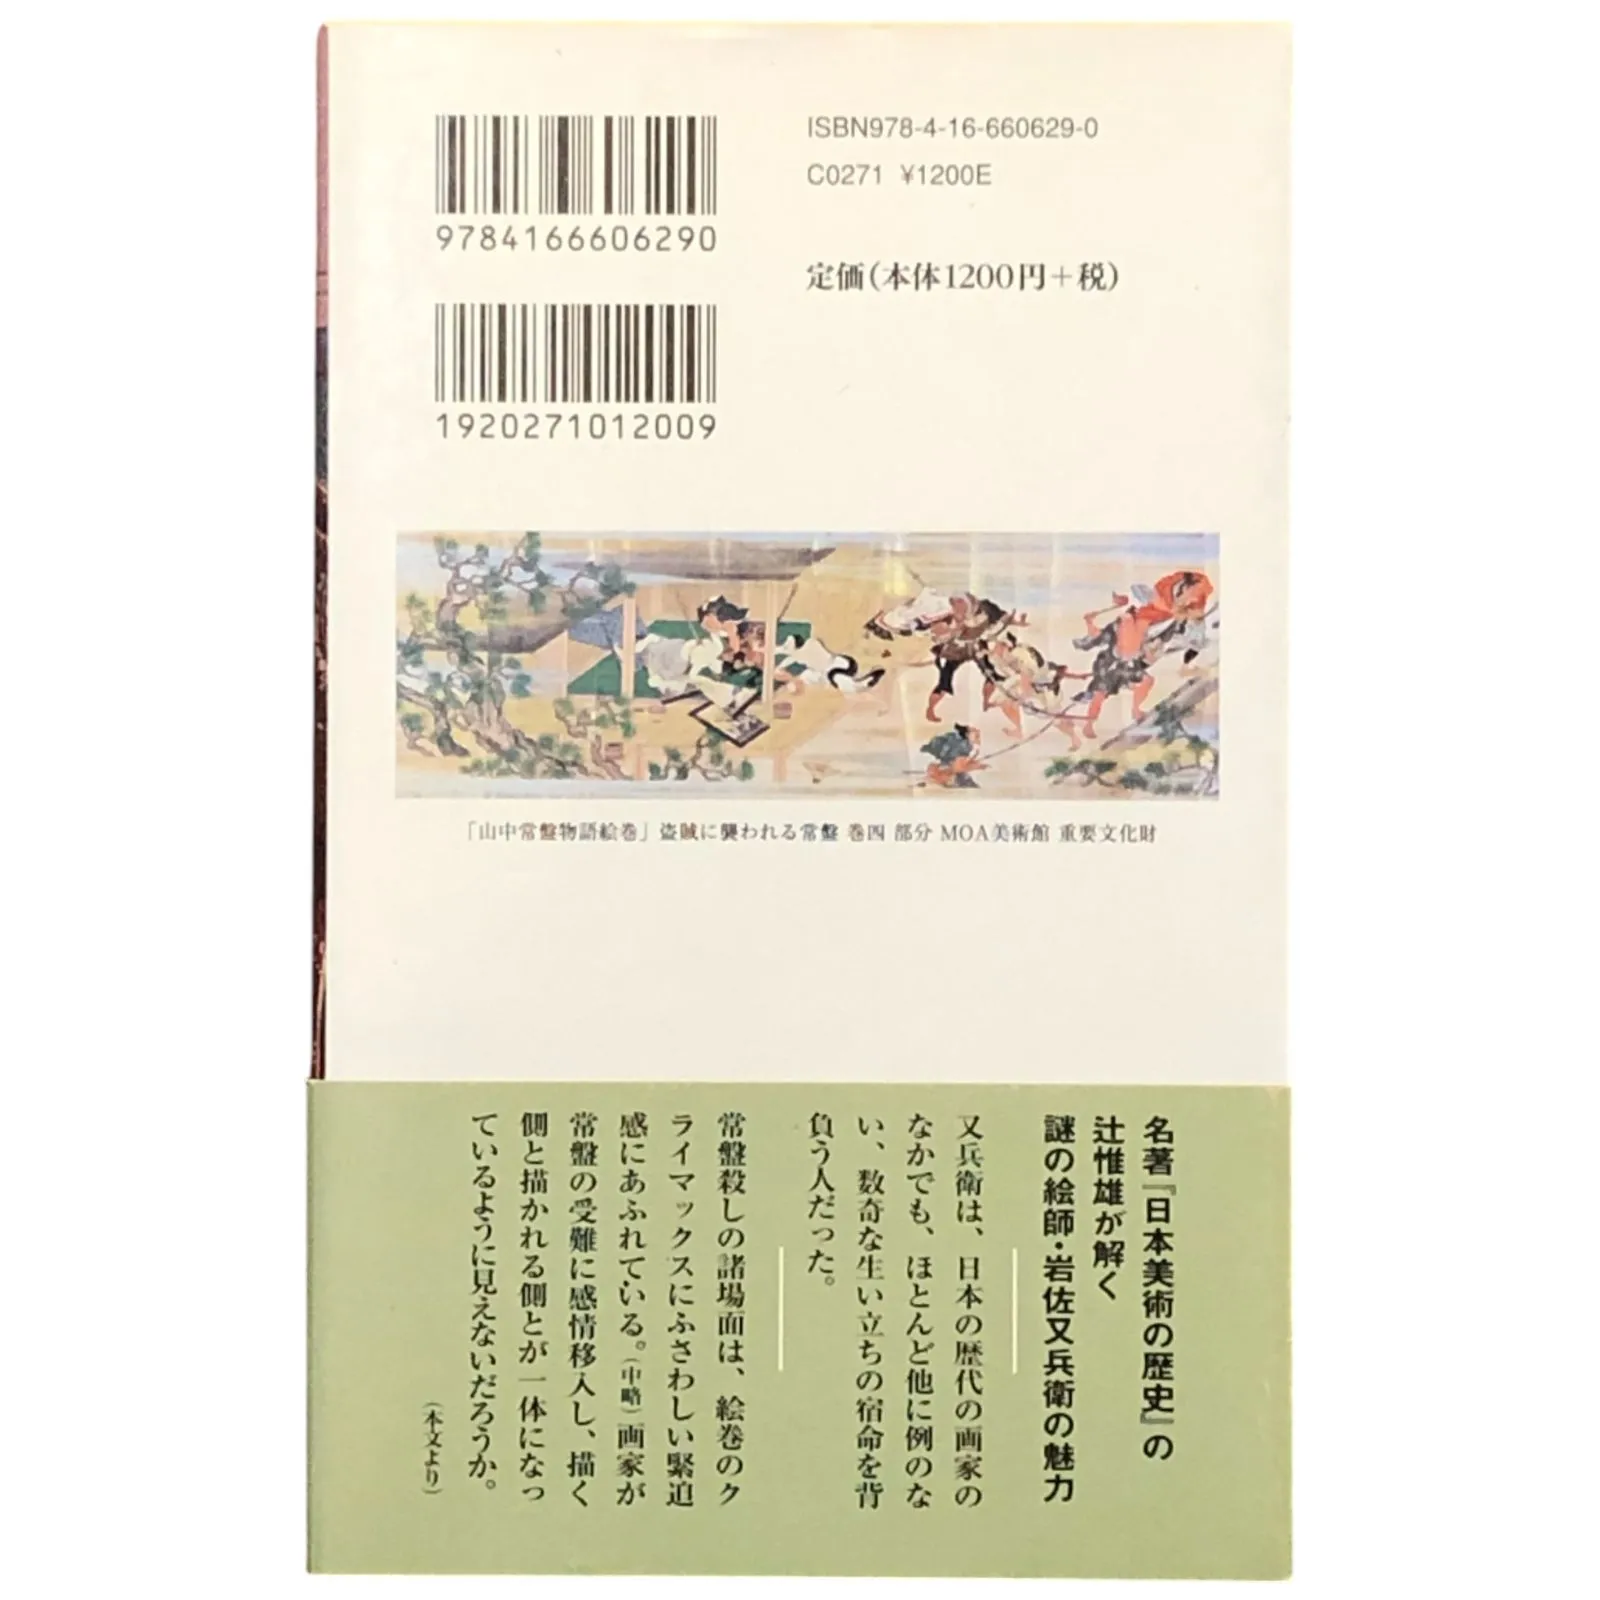 9784166606290
ISBN978-4-16-660629-0
C0271 ¥1200E
定価(本体1200円+税)
1920271012009
「山中常盤物語絵巻」盗賊に襲われる常盤 巻四 部分 MOA美術館 重要文化財
名著『日本美術の歴史』の
辻惟雄が解く
謎の絵師・岩佐又兵衛の魅力
又兵衛は、日本の歴代の画家の
なかでも、ほとんど他に例のな
い、数奇な生い立ちの宿命を背
負う人だった。
常盤殺しの諸場面は、絵巻のク
ライマックスにふさわしい緊迫
感にあふれている。(中略)画家が
常盤の受難に感情移入し、描く
側と描かれる側とが一体になっ
ているように見えないだろうか。
(本文より)